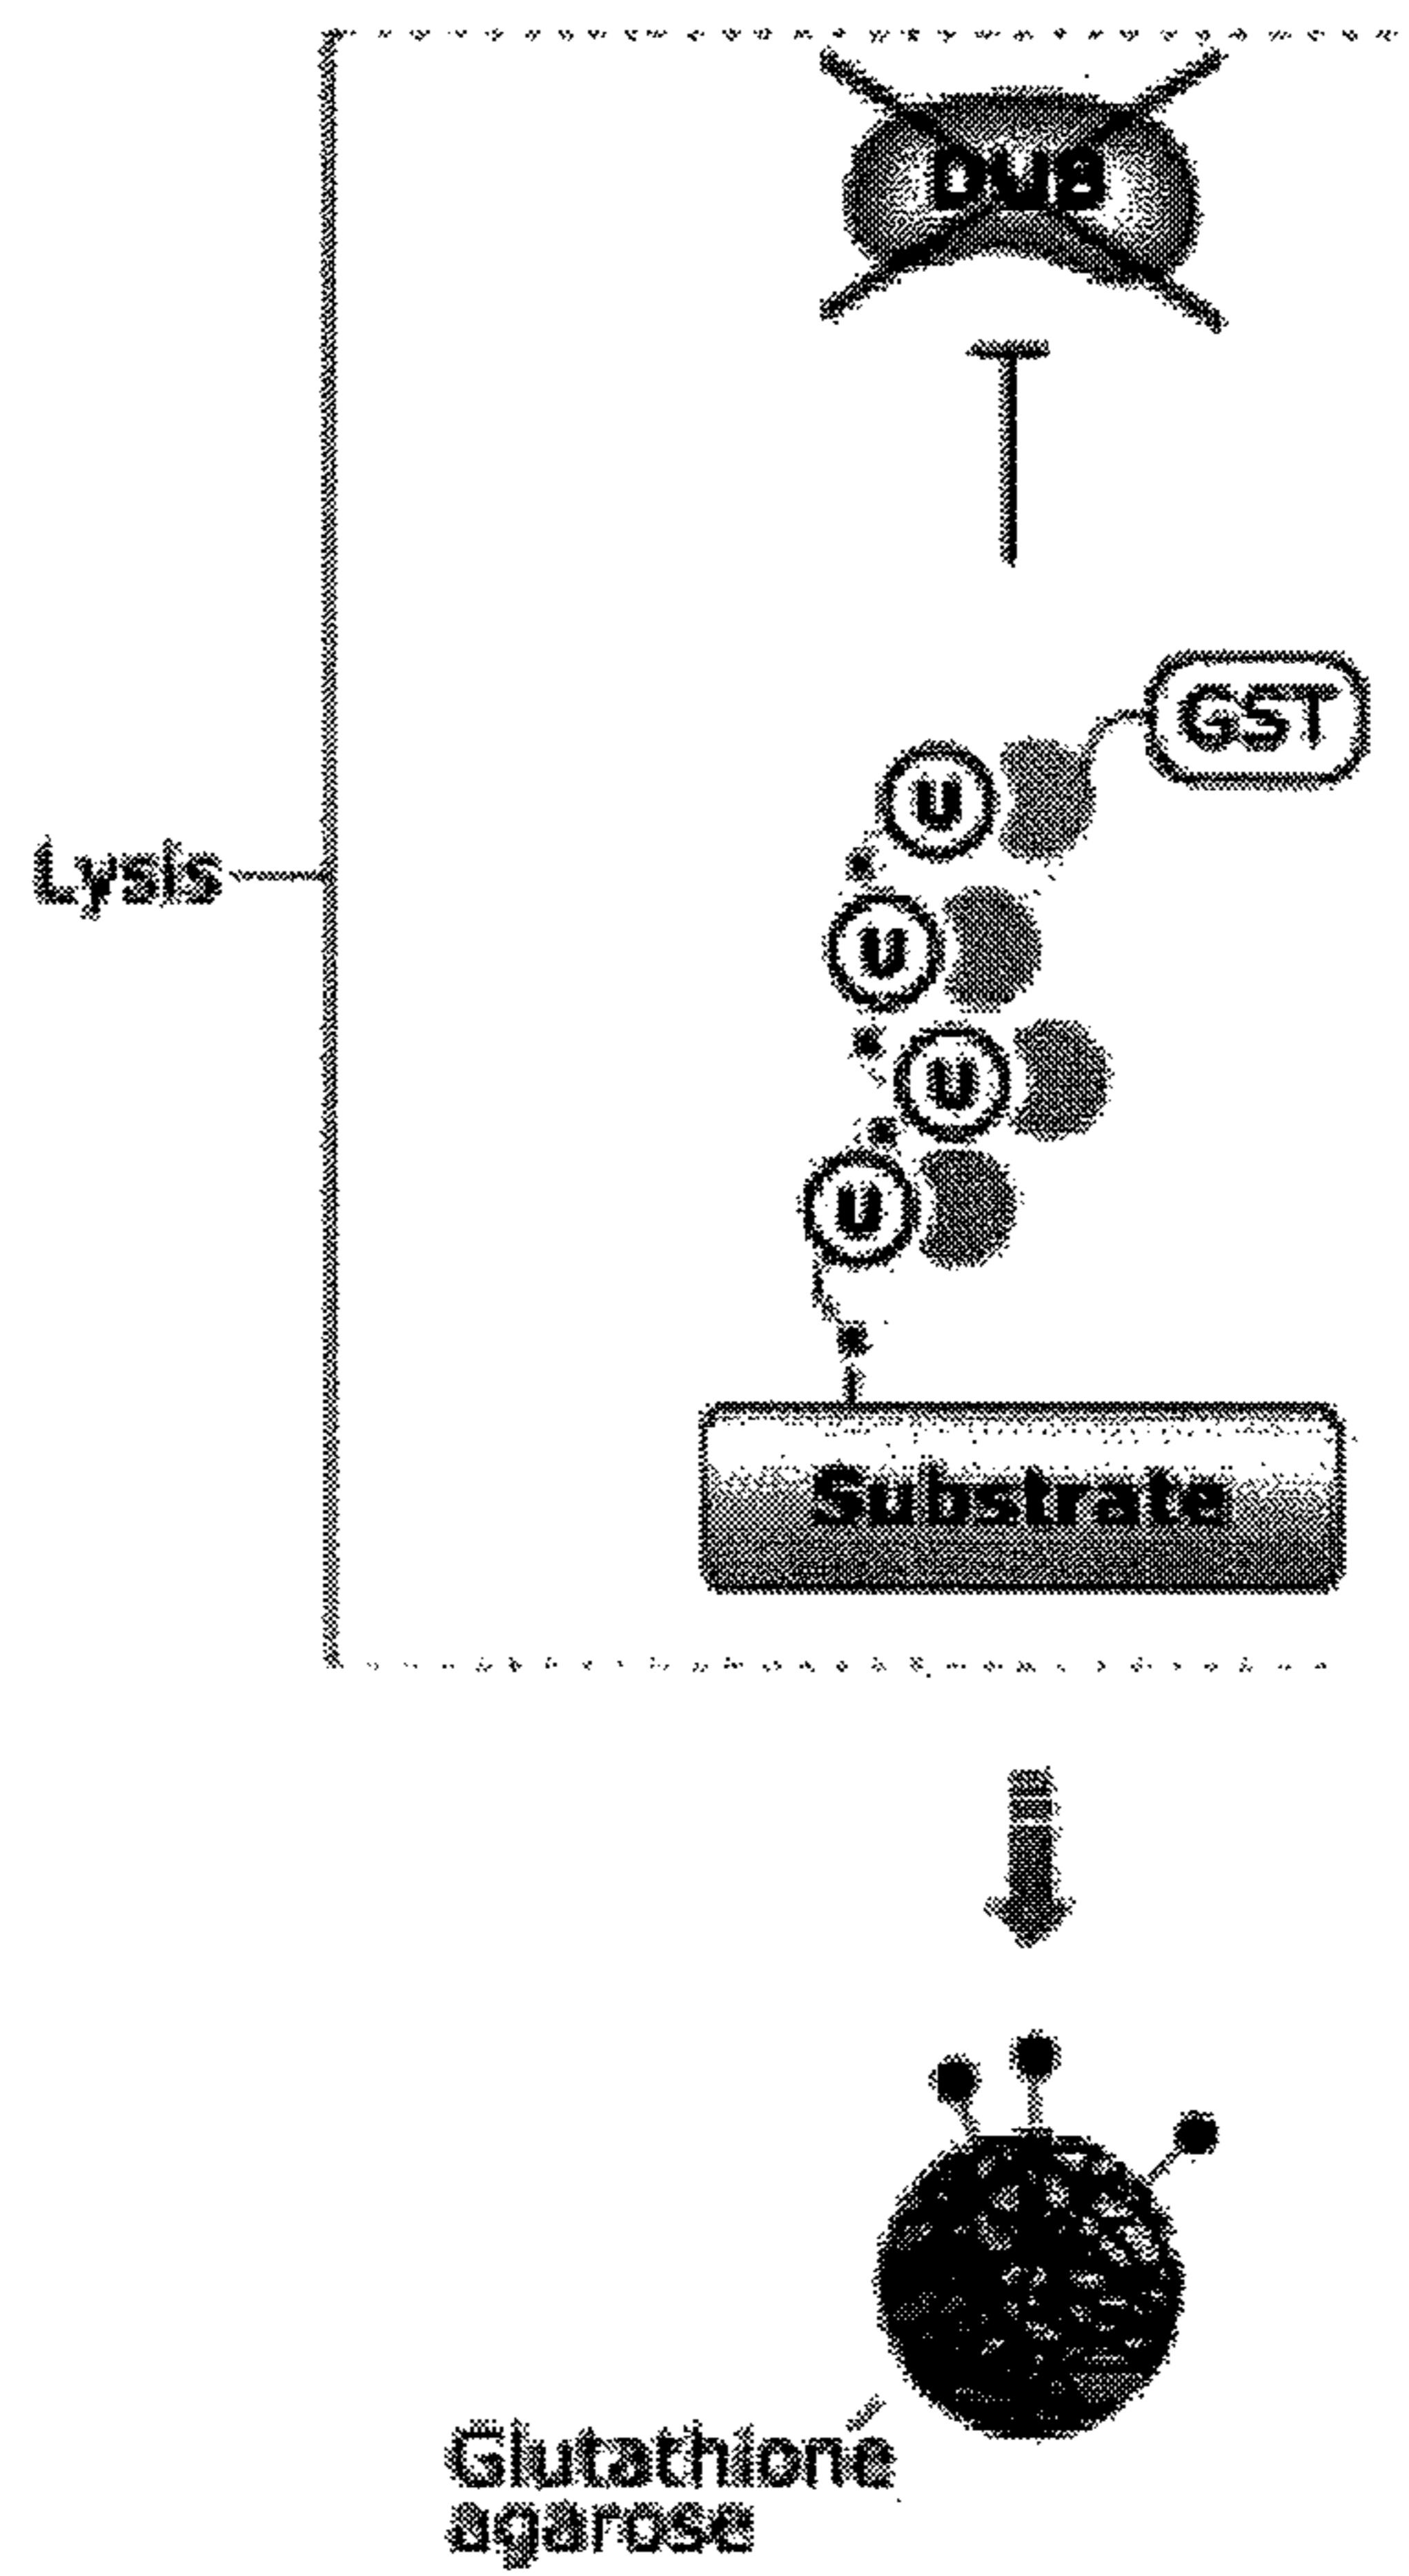 DUB
GST
U
Lysis
U
U
U
Substrate
Glutathione
agarose